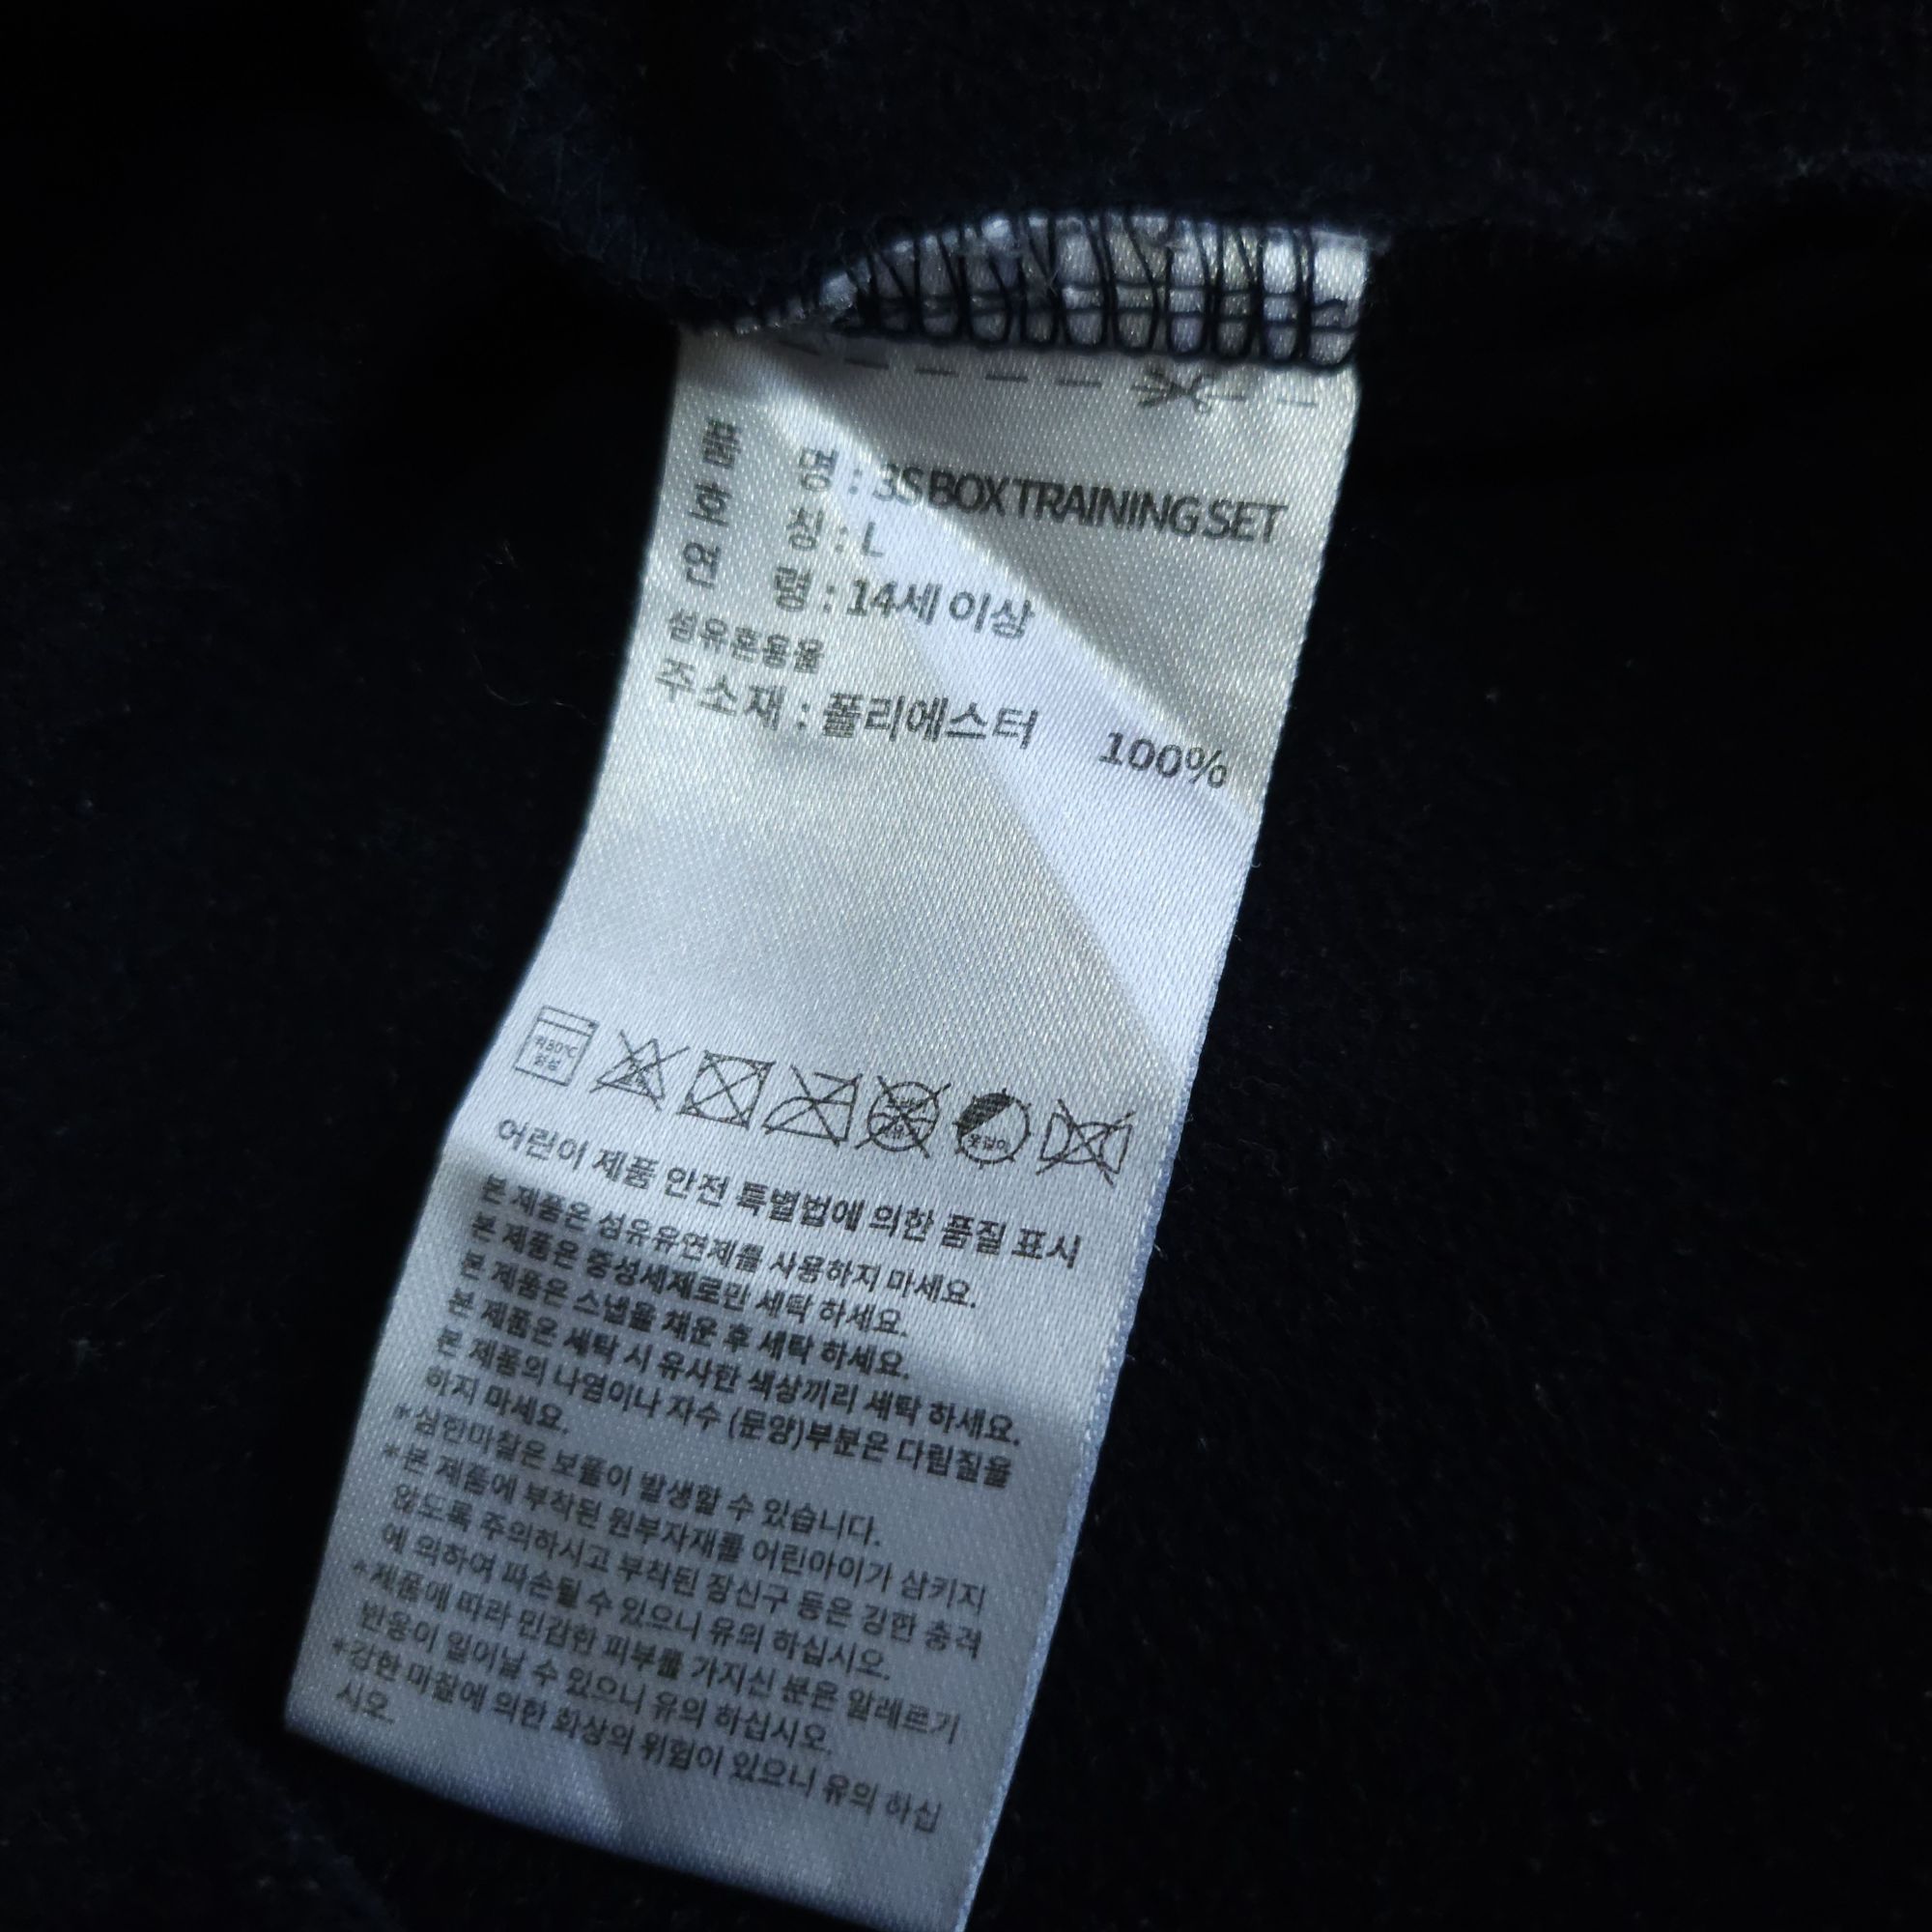 품 명 : 3S BOX TRAINING SET
호 칭 : L
연 령 : 14세 이상
섬유혼용율
주소재 : 폴리에스터 100%
약30℃
중성
옷걸이
어린이 제품 안전 특별법에 의한 품질 표시
본 제품은 섬유유연제를 사용하지 마세요.
본 제품은 중성세제로만 세탁 하세요.
본 제품은 스냅을 채운 후 세탁 하세요.
본 제품은 세탁 시 유사한 색상끼리 세탁 하세요.
본 제품의 나염이나 자수 (문양)부분은 다림질을
하지 마세요.
*심한마찰은 보풀이 발생할 수 있습니다.
*본 제품에 부착된 원부자재를 어린아이가 삼키지
않도록 주의하시고 부착된 장신구 등은 강한 충격
에 의하여 파손될 수 있으니 유의 하십시오.
*제품에 따라 민감한 피부를 가지신 분은 알레르기
반응이 일어날 수 있으니 유의 하십시오.
*강한 마찰에 의한 화상의 위험이 있으니 유의 하십
시오.